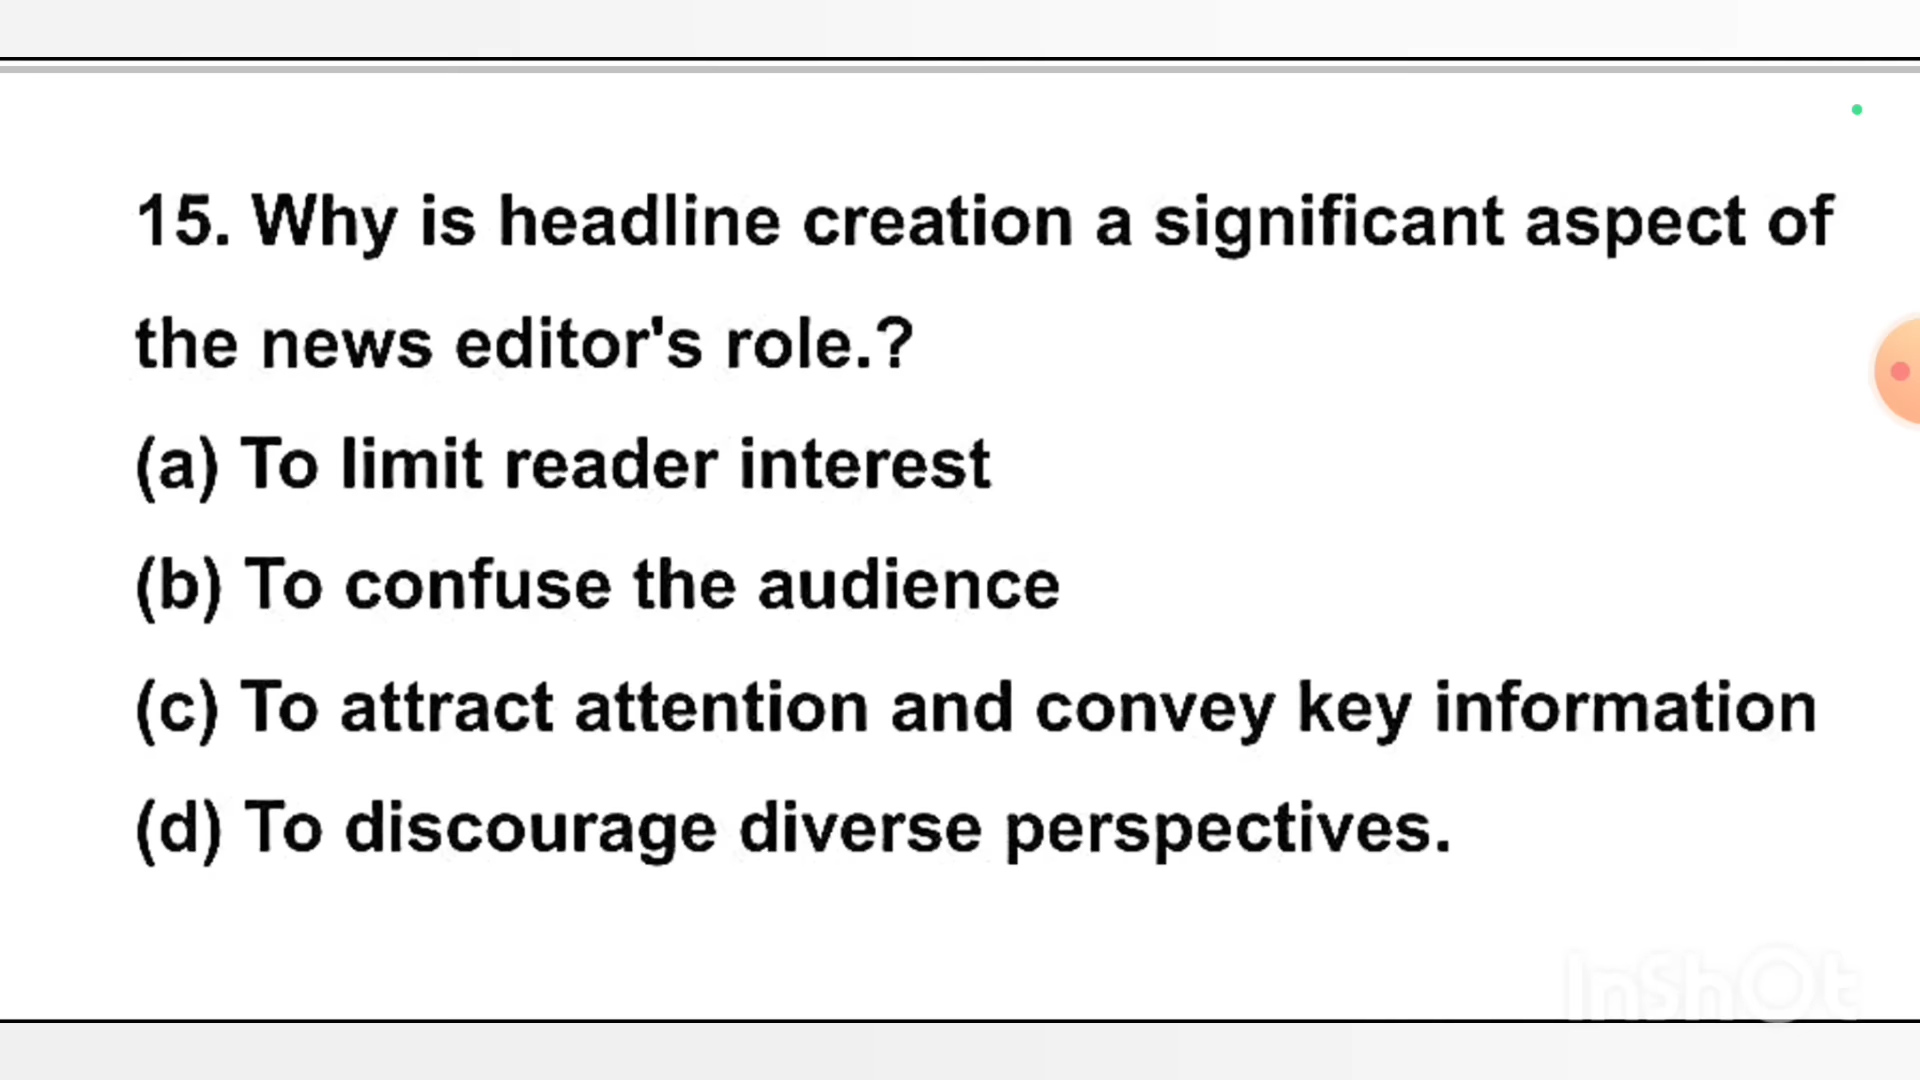 15. Why is headline creation a significant aspect of
the news editor's role.?
(a) To limit reader interest
(b) To confuse the audience
(c) To attract attention and convey key information
(d) To discourage diverse perspectives.
InShOt